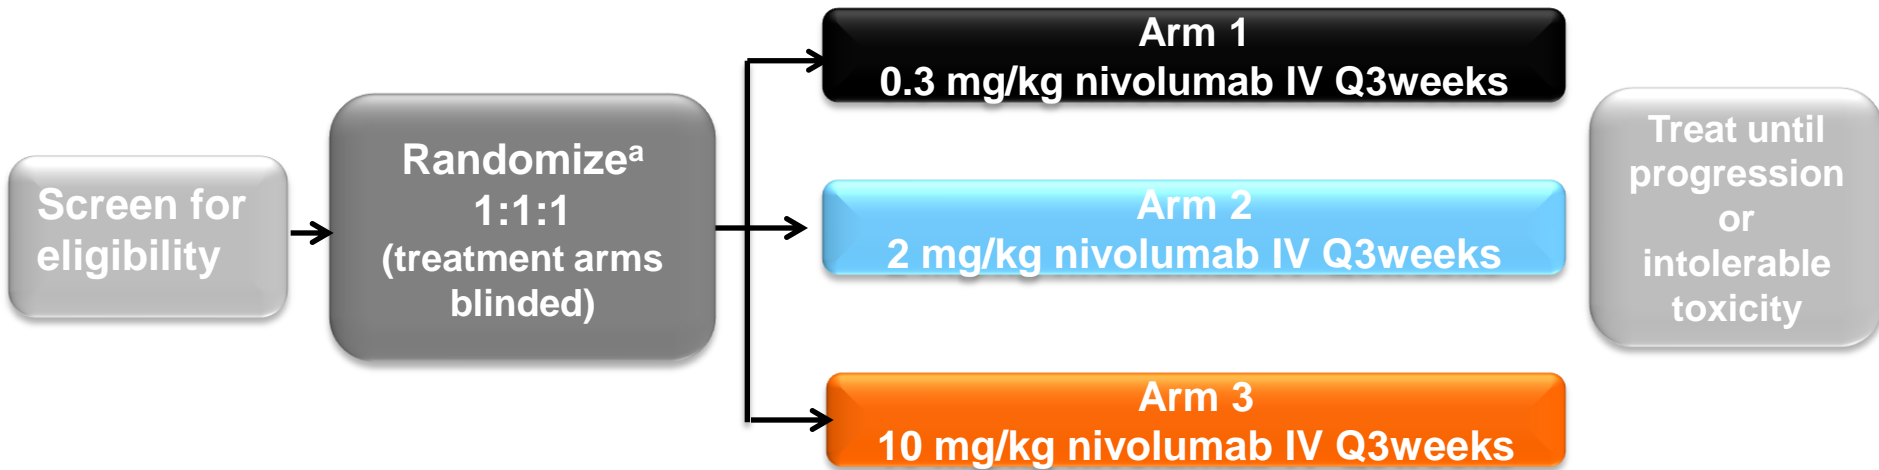 Screen for
eligibility
Randomizeᵃ
1:1:1
(treatment arms
blinded)
Arm 1
0.3 mg/kg nivolumab IV Q3weeks
Arm 2
2 mg/kg nivolumab IV Q3weeks
Arm 3
10 mg/kg nivolumab IV Q3weeks
Treat until
progression
or
intolerable
toxicity